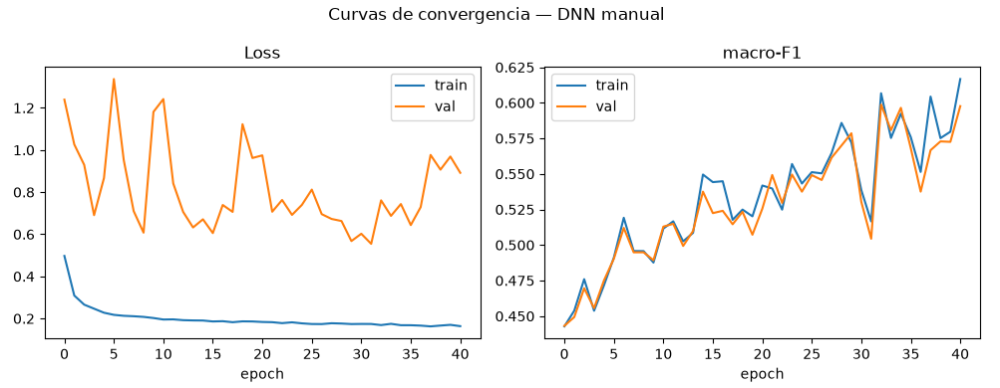 Curvas de convergencia — DNN manual
Loss
train
val
1.2
1.0
0.8
0.6
0.4
0.2
0 5 10 15 20 25 30 35 40
epoch
macro-F1
train
val
0.625
0.600
0.575
0.550
0.525
0.500
0.475
0.450
0 5 10 15 20 25 30 35 40
epoch